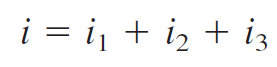 i = i₁ + i₂ + i₃